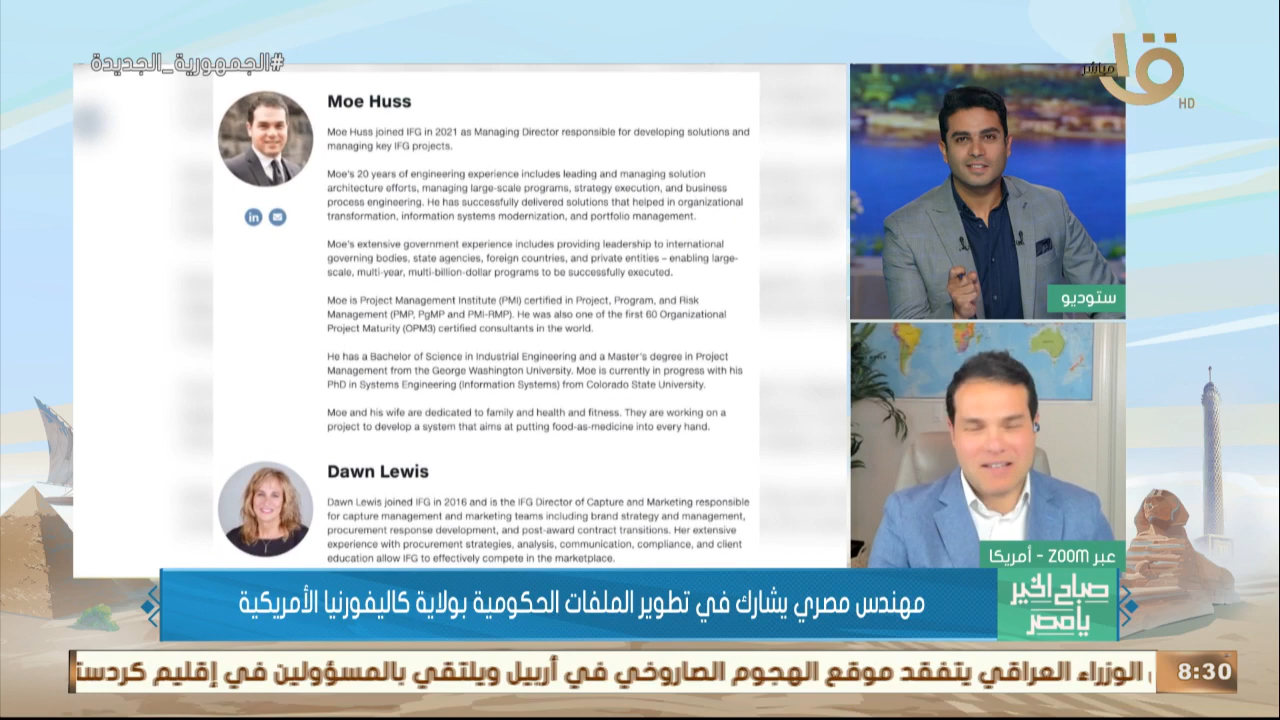 #الجمهورية_الجديدة
مباشر
HD
Moe Huss
Moe Huss joined IFG in 2021 as Managing Director responsible for developing solutions and
managing key IFG projects.
Moe's 20 years of engineering experience includes leading and managing solution
architecture efforts, managing large-scale programs, strategy execution, and business
process engineering. He has successfully delivered solutions that helped in organizational
transformation, information systems modernization, and portfolio management.
Moe's extensive government experience includes providing leadership to international
governing bodies, state agencies, foreign countries, and private entities – enabling large-
scale, multi-year, multi-billion-dollar programs to be successfully executed.
Moe is Project Management Institute (PMI) certified in Project, Program, and Risk
Management (PMP, PgMP and PMI-RMP). He was also one of the first 60 Organizational
Project Maturity (OPM3) certified consultants in the world.
He has a Bachelor of Science in Industrial Engineering and a Master's degree in Project
Management from the George Washington University. Moe is currently in progress with his
PhD in Systems Engineering (Information Systems) from Colorado State University.
Moe and his wife are dedicated to family and health and fitness. They are working on a
project to develop a system that aims at putting food-as-medicine into every hand.
in
Dawn Lewis
Dawn Lewis joined IFG in 2016 and is the IFG Director of Capture and Marketing responsible
for capture management and marketing teams including brand strategy and management,
procurement response development, and post-award contract transitions. Her extensive
experience with procurement strategies, analysis, communication, compliance, and client
education allow IFG to effectively compete in the marketplace.
ستوديو
عبر ZOOM - أمريكا
صباح الخير
يا مصر
مهندس مصري يشارك في تطوير الملفات الحكومية بولاية كاليفورنيا الأمريكية
8:30
الوزراء العراقي يتفقد موقع الهجوم الصاروخي في أربيل ويلتقي بالمسؤولين في إقليم كردست